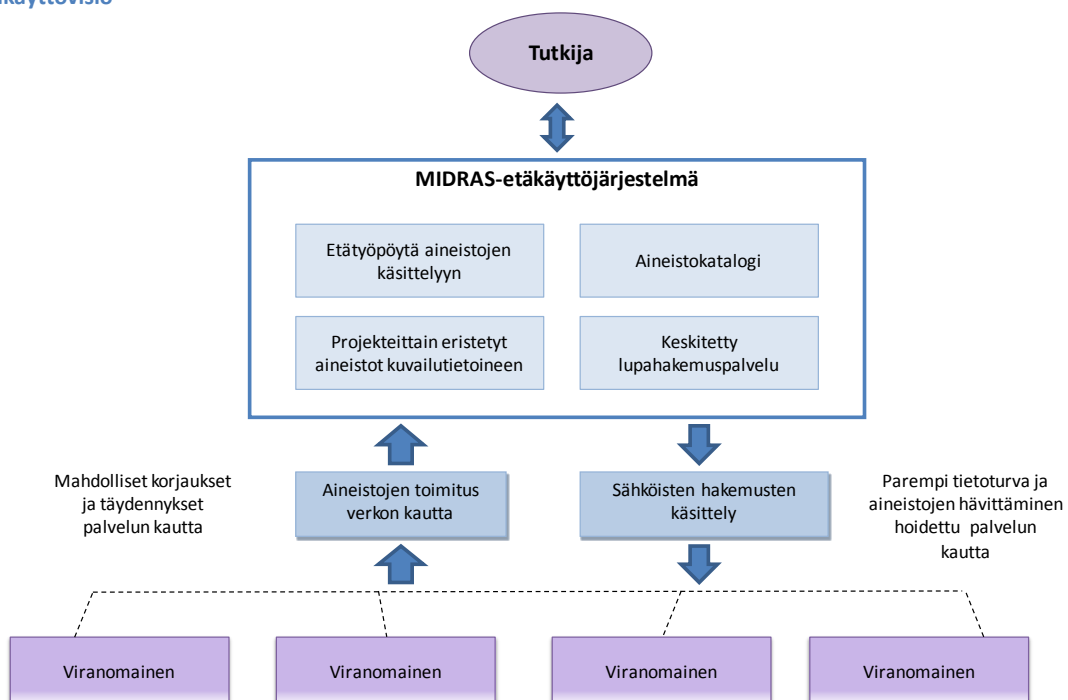 Tutkija
MIDRAS-etäkäyttöjärjestelmä
Etätyöpöytä aineistojen
käsittelyyn
Aineistokatalogi
Projekteittain eristetyt
aineistot kuvailutietoineen
Keskitetty
lupahakemuspalvelu
Mahdolliset korjaukset
ja täydennykset
palvelun kautta
Aineistojen toimitus
verkon kautta
Sähköisten hakemusten
käsittely
Parempi tietoturva ja
aineistojen hävittäminen
hoidettu palvelun
kautta
Viranomainen
Viranomainen
Viranomainen
Viranomainen